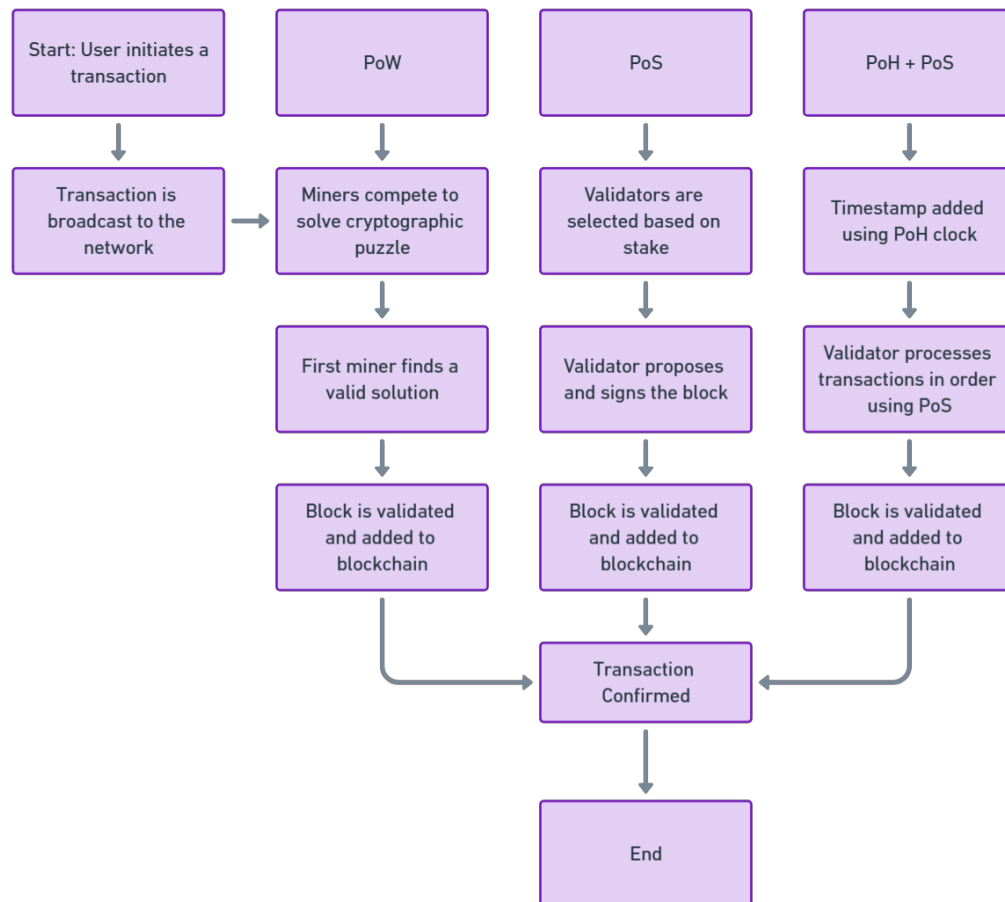 Start: User initiates a
transaction
PoW
PoS
PoH + PoS
Transaction is
broadcast to the
network
Miners compete to
solve cryptographic
puzzle
Validators are
selected based on
stake
Timestamp added
using PoH clock
First miner finds a
valid solution
Validator proposes
and signs the block
Validator processes
transactions in order
using PoS
Block is validated
and added to
blockchain
Block is validated
and added to
blockchain
Block is validated
and added to
blockchain
Transaction
Confirmed
End